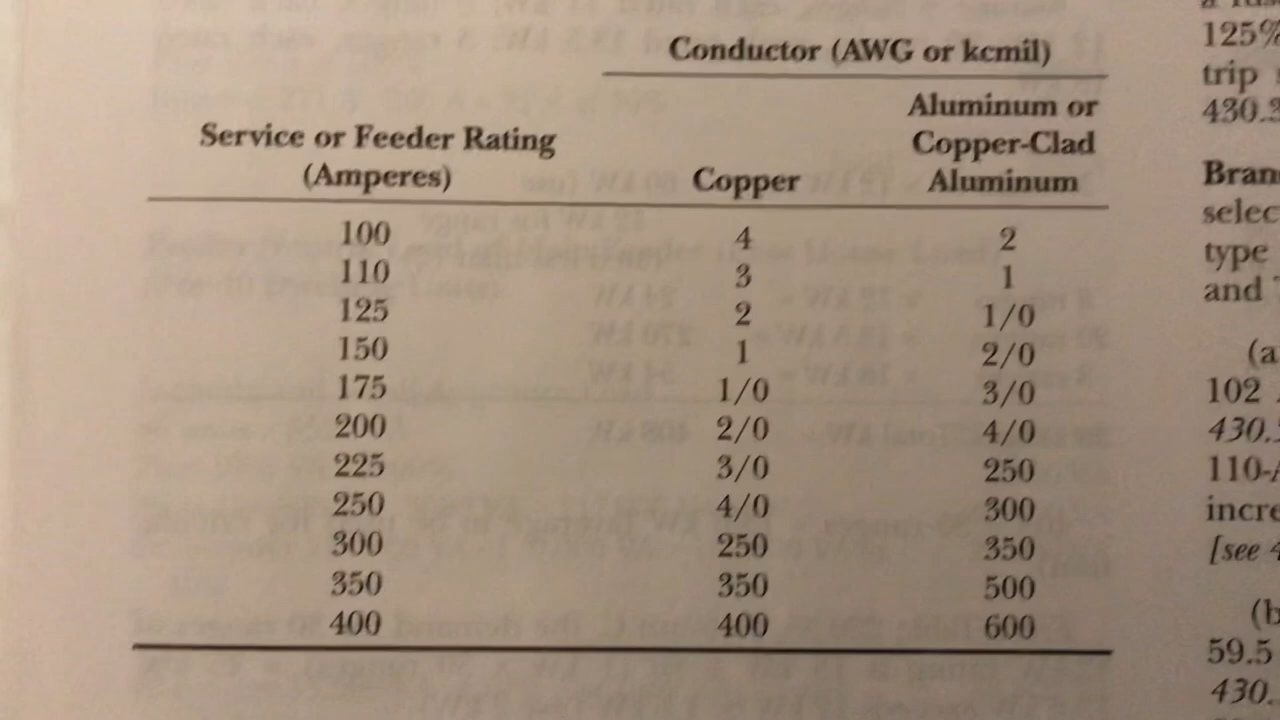 Conductor (AWG or kcmil)
Aluminum or
Service or Feeder Rating Copper-Clad
(Amperes) Copper Aluminum
100 4 2
110 3 1
125 2 1/0
150 1 2/0
175 1/0 3/0
200 2/0 4/0
225 3/0 250
250 4/0 300
300 250 350
350 350 500
400 400 600
125%
trip
selec
type
and
(a
102
110-
incre
[see
(b
59.5
430.